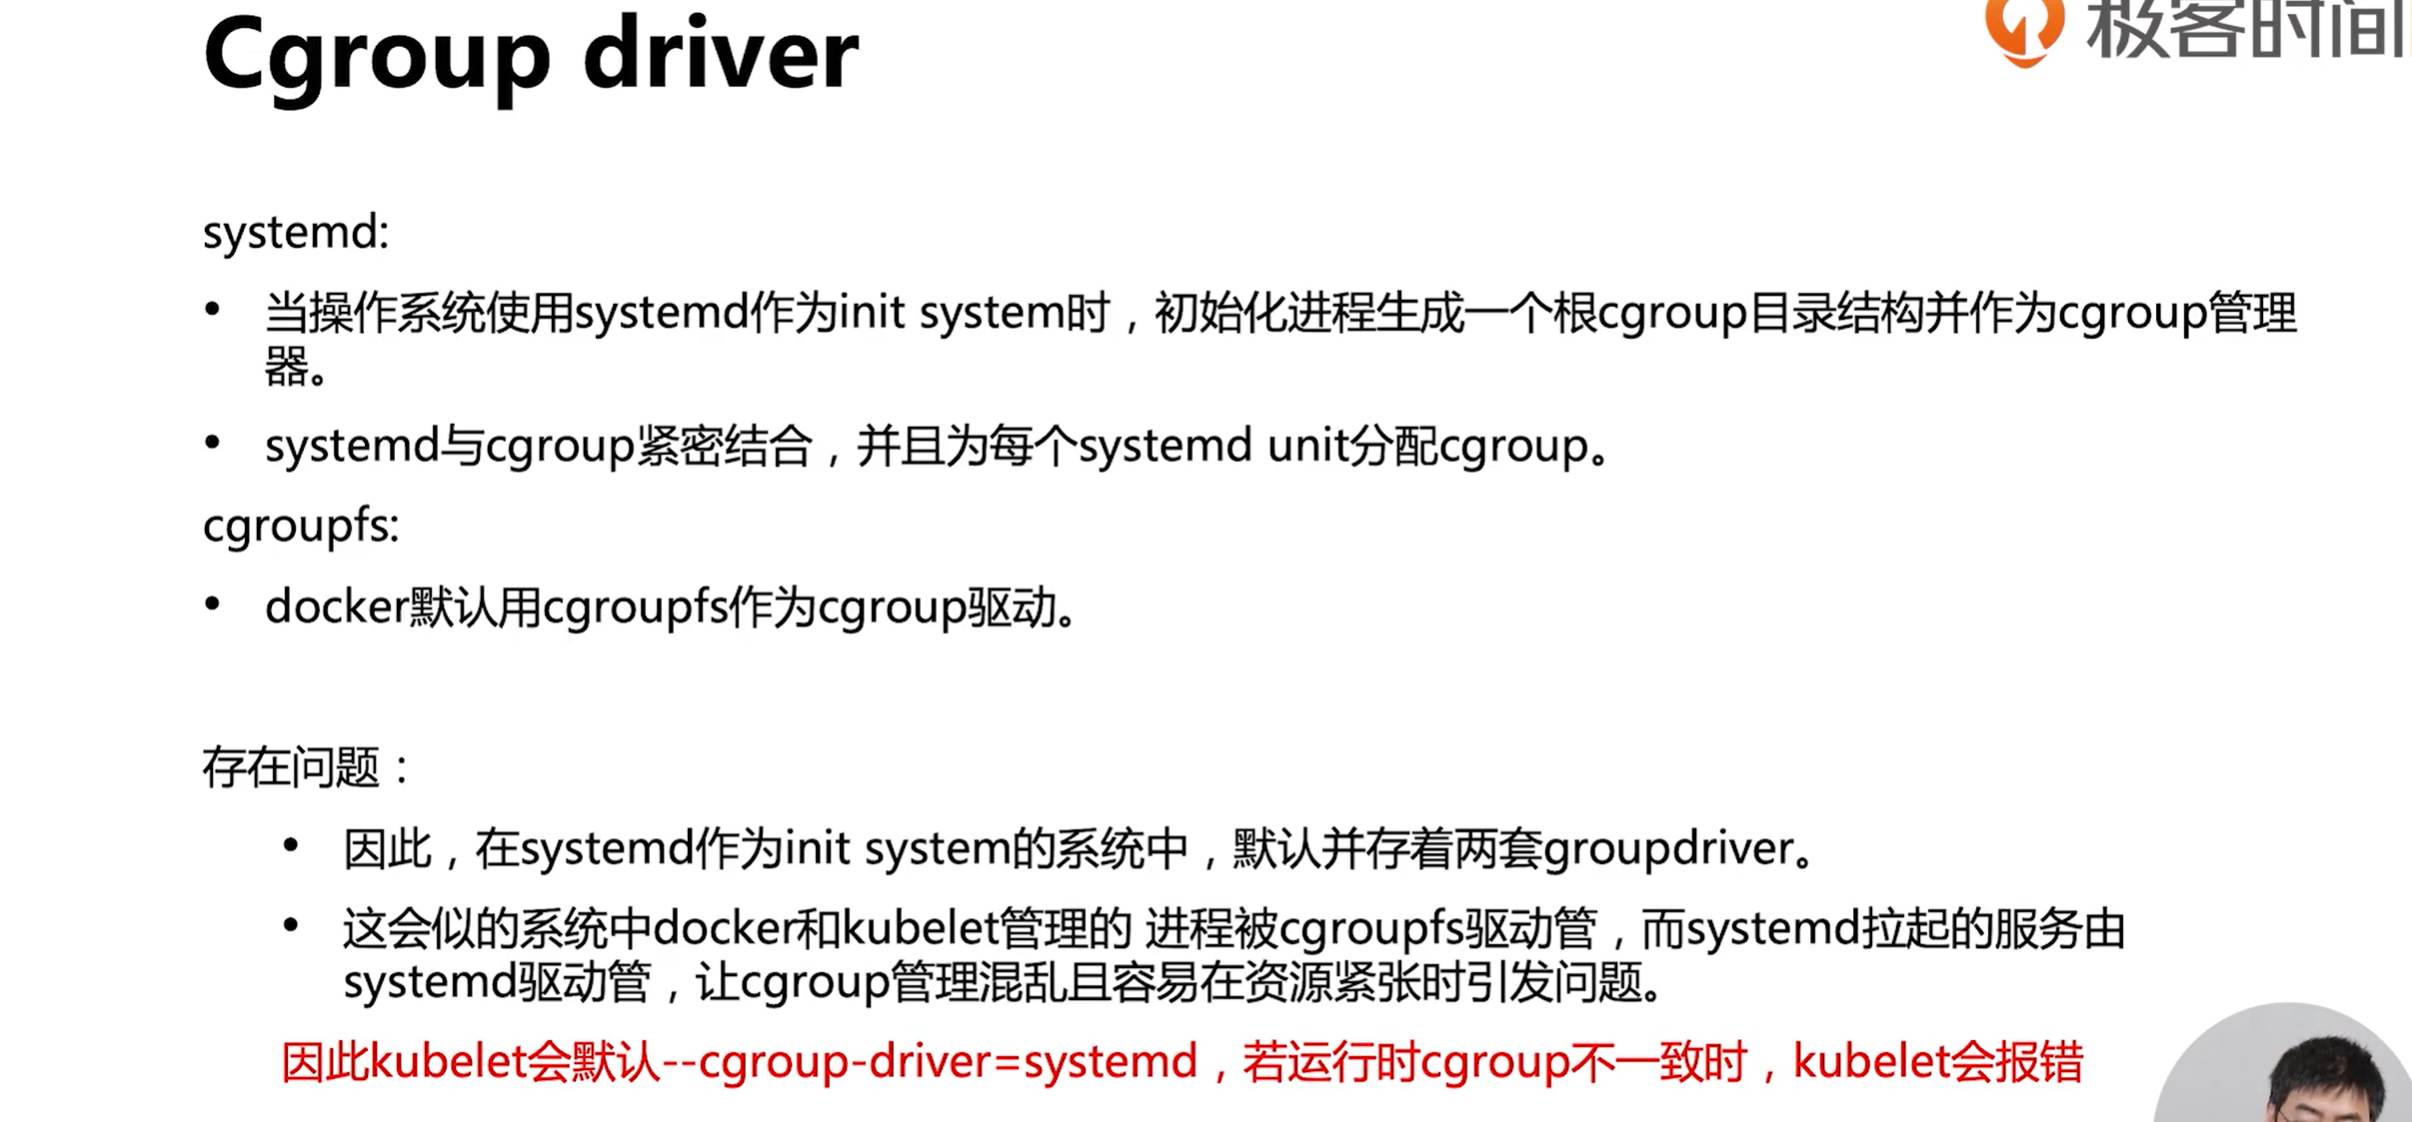 Cgroup driver
极客时间
systemd:
• 当操作系统使用systemd作为init system时，初始化进程生成一个根cgroup目录结构并作为cgroup管理
器。
• systemd与cgroup紧密结合，并且为每个systemd unit分配cgroup。
cgroupfs:
• docker默认用cgroupfs作为cgroup驱动。
存在问题：
• 因此，在systemd作为init system的系统中，默认并存着两套groupdriver。
• 这会似的系统中docker和kubelet管理的 进程被cgroupfs驱动管，而systemd拉起的服务由
systemd驱动管，让cgroup管理混乱且容易在资源紧张时引发问题。
因此kubelet会默认--cgroup-driver=systemd，若运行时cgroup不一致时，kubelet会报错